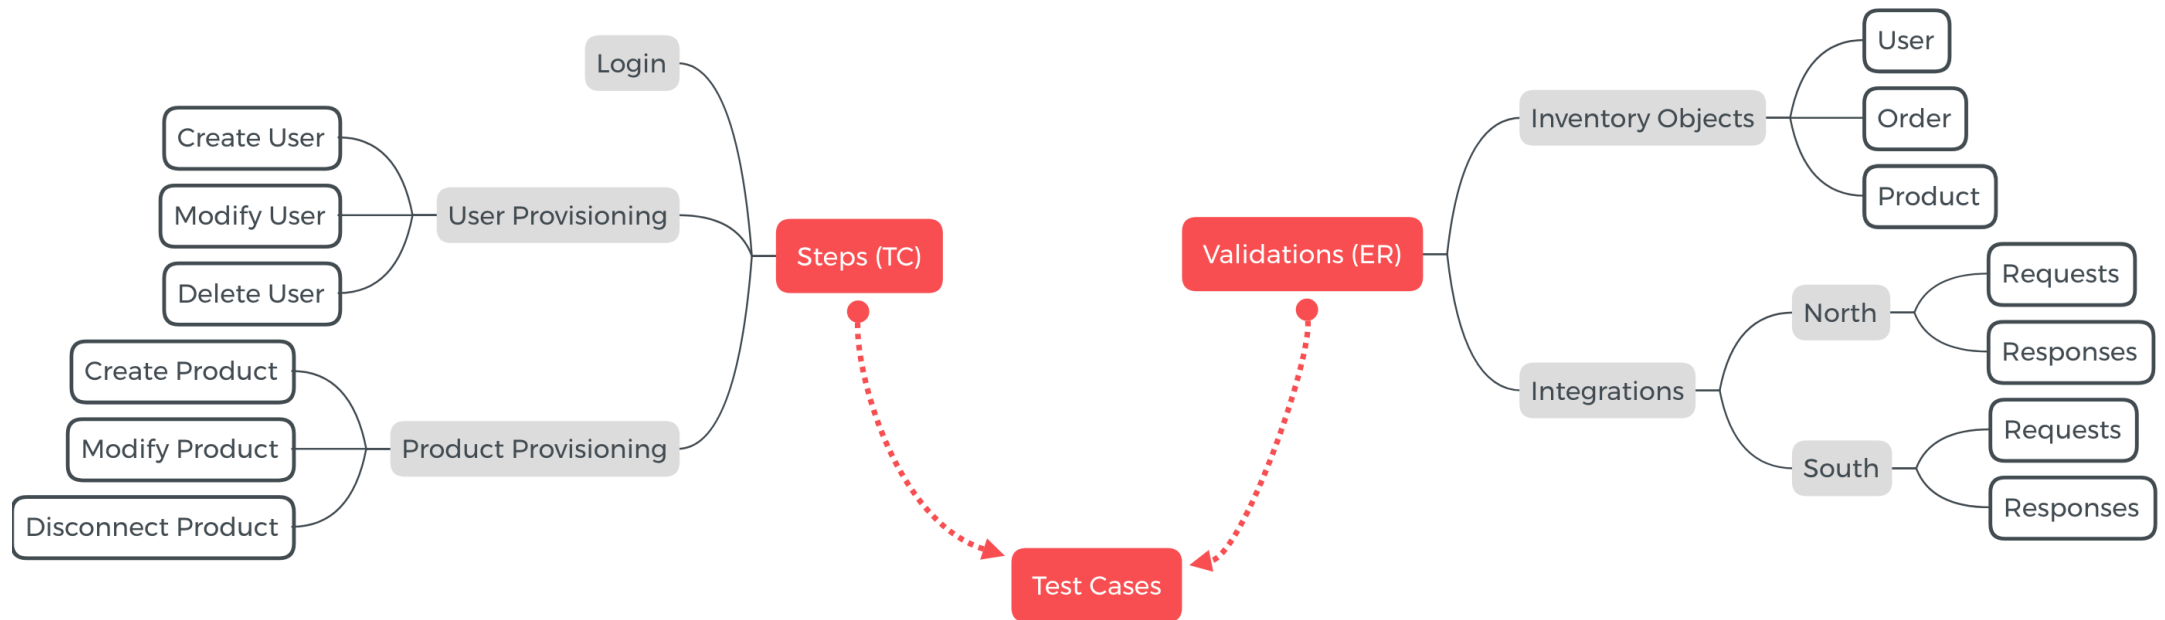 Login
Create User
Modify User
Delete User
User Provisioning
Create Product
Modify Product
Disconnect Product
Product Provisioning
Steps (TC)
Validations (ER)
Inventory Objects
User
Order
Product
Integrations
North
Requests
Responses
South
Requests
Responses
Test Cases